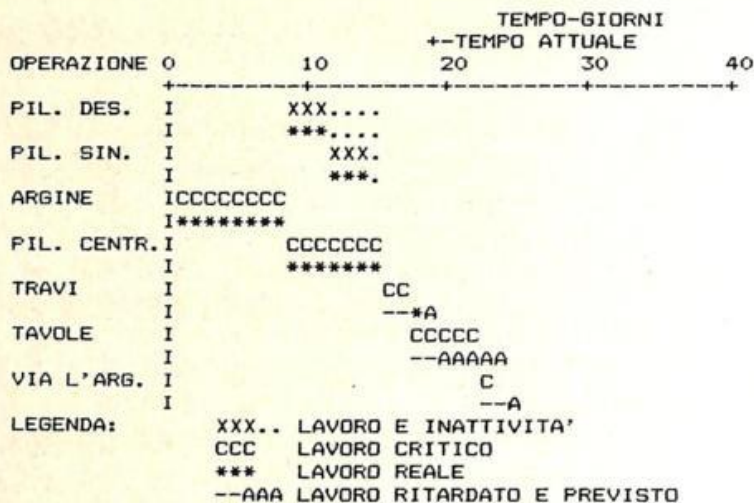 TEMPO-GIORNI
                              +-TEMPO ATTUALE
OPERAZIONE 0         10        20        30        40
           +---------+---------+---------+---------+
PIL. DES.  I        XXX....
           I        ***....
PIL. SIN.  I           XXX.
           I           ***.
ARGINE     ICCCCCCCC
           I********
PIL. CENTR.I        CCCCCCC
           I        *******
TRAVI      I               CC
           I               --*A
TAVOLE     I                 CCCCC
           I                 --AAAAA
VIA L'ARG. I                      C
           I                      --A
LEGENDA:      XXX.. LAVORO E INATTIVITA'
              CCC   LAVORO CRITICO
              ***   LAVORO REALE
              --AAA LAVORO RITARDATO E PREVISTO